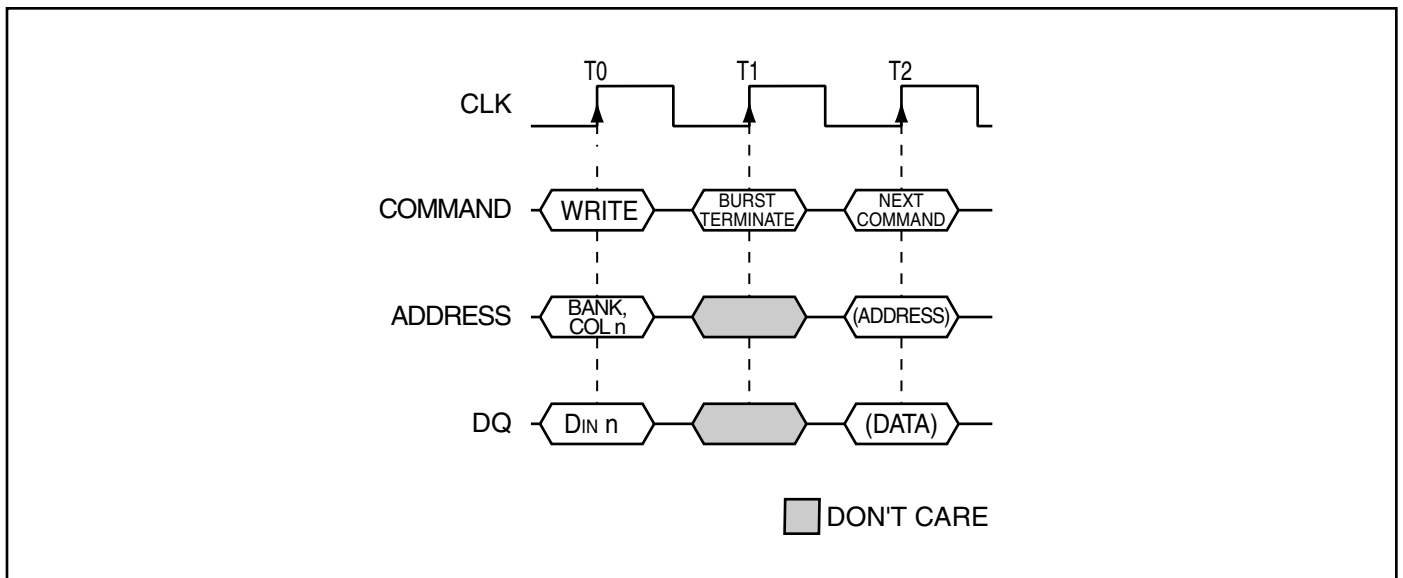 T0 T1 T2
CLK
COMMAND WRITE BURST TERMINATE NEXT COMMAND
ADDRESS BANK, COL n (ADDRESS)
DQ DIN n (DATA)
DON'T CARE